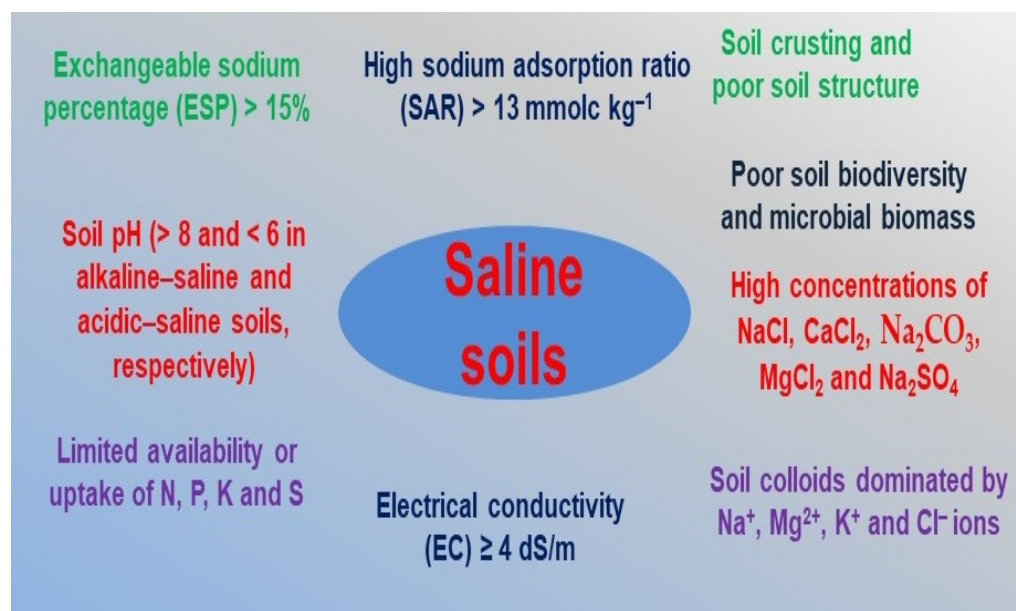 Exchangeable sodium
percentage (ESP) > 15%
High sodium adsorption ratio
(SAR) > 13 mmolc kg⁻¹
Soil crusting and
poor soil structure
Poor soil biodiversity
and microbial biomass
Soil pH (> 8 and < 6 in
alkaline–saline and
acidic–saline soils,
respectively)
Saline
soils
High concentrations of
NaCl, CaCl₂, Na₂CO₃,
MgCl₂ and Na₂SO₄
Limited availability or
uptake of N, P, K and S
Electrical conductivity
(EC) ≥ 4 dS/m
Soil colloids dominated by
Na⁺, Mg²⁺, K⁺ and Cl⁻ ions